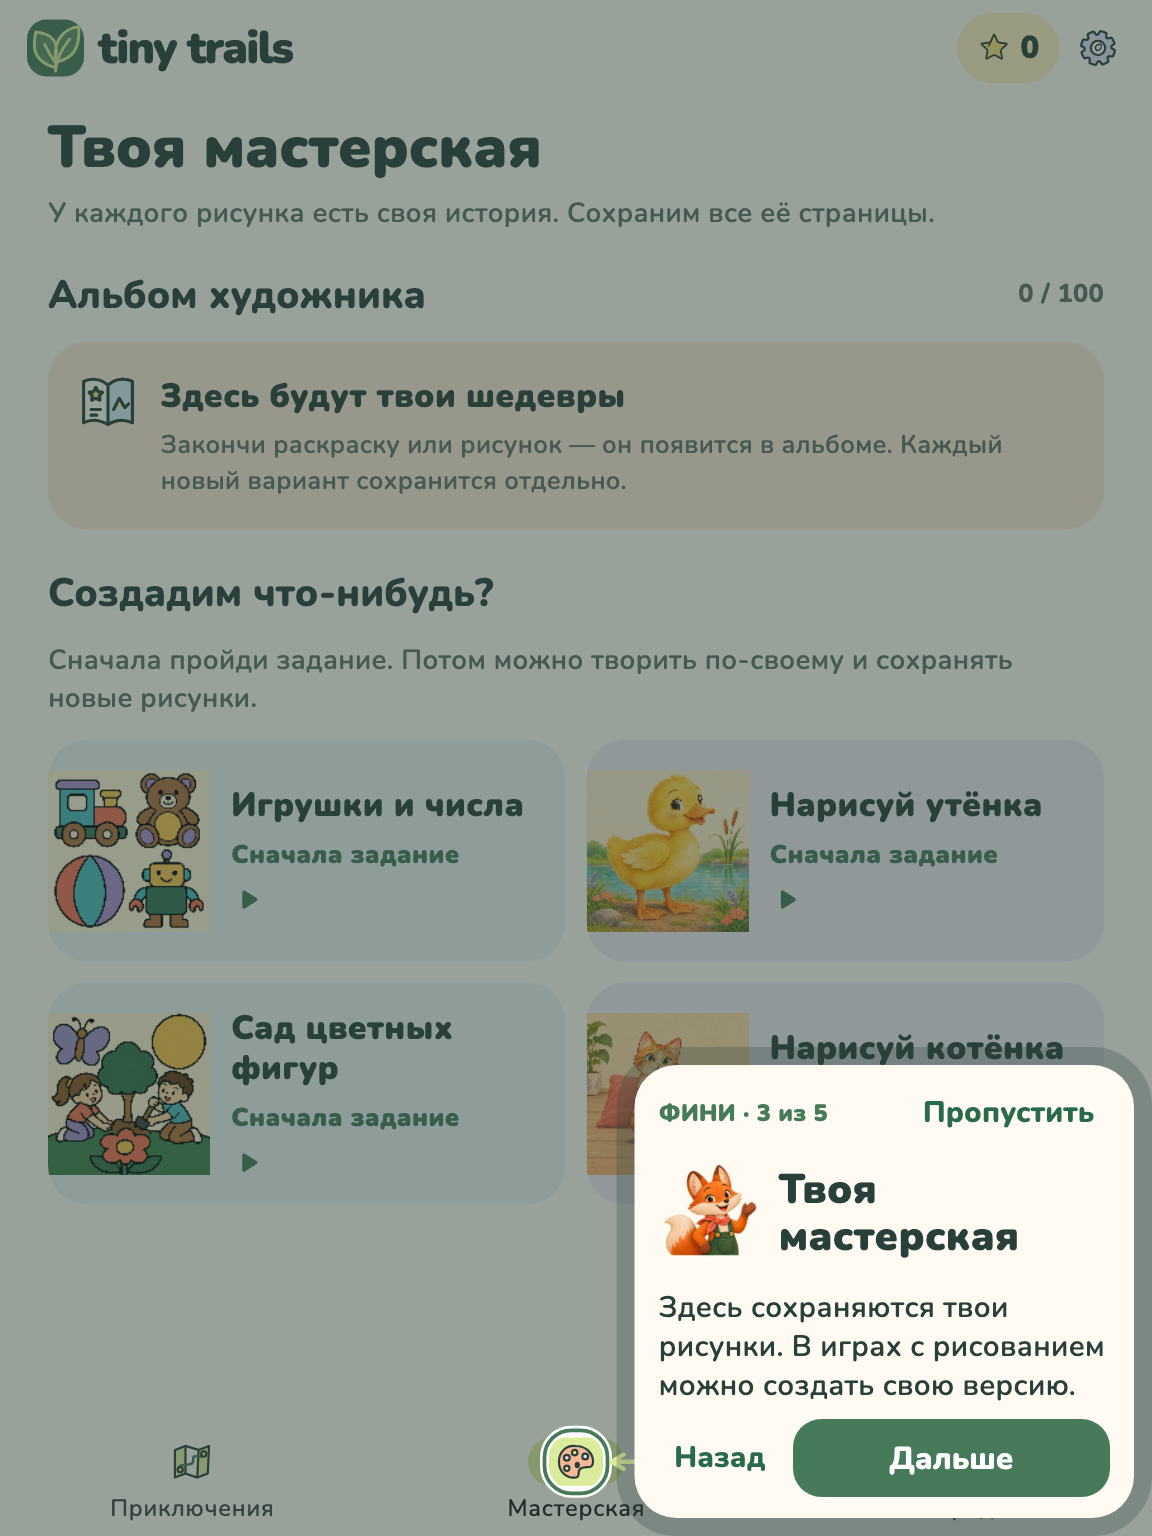 tiny trails
0
Твоя мастерская
У каждого рисунка есть своя история. Сохраним все её страницы.
Альбом художника
0 / 100
Здесь будут твои шедевры
Закончи раскраску или рисунок — он появится в альбоме. Каждый
новый вариант сохранится отдельно.
Создадим что-нибудь?
Сначала пройди задание. Потом можно творить по-своему и сохранять
новые рисунки.
Игрушки и числа
Сначала задание
Нарисуй утёнка
Сначала задание
Сад цветных
фигур
Сначала задание
Нарисуй котёнка
ФИНИ · 3 из 5
Пропустить
Твоя
мастерская
Здесь сохраняются твои
рисунки. В играх с рисованием
можно создать свою версию.
Назад
Дальше
Приключения
Мастерская